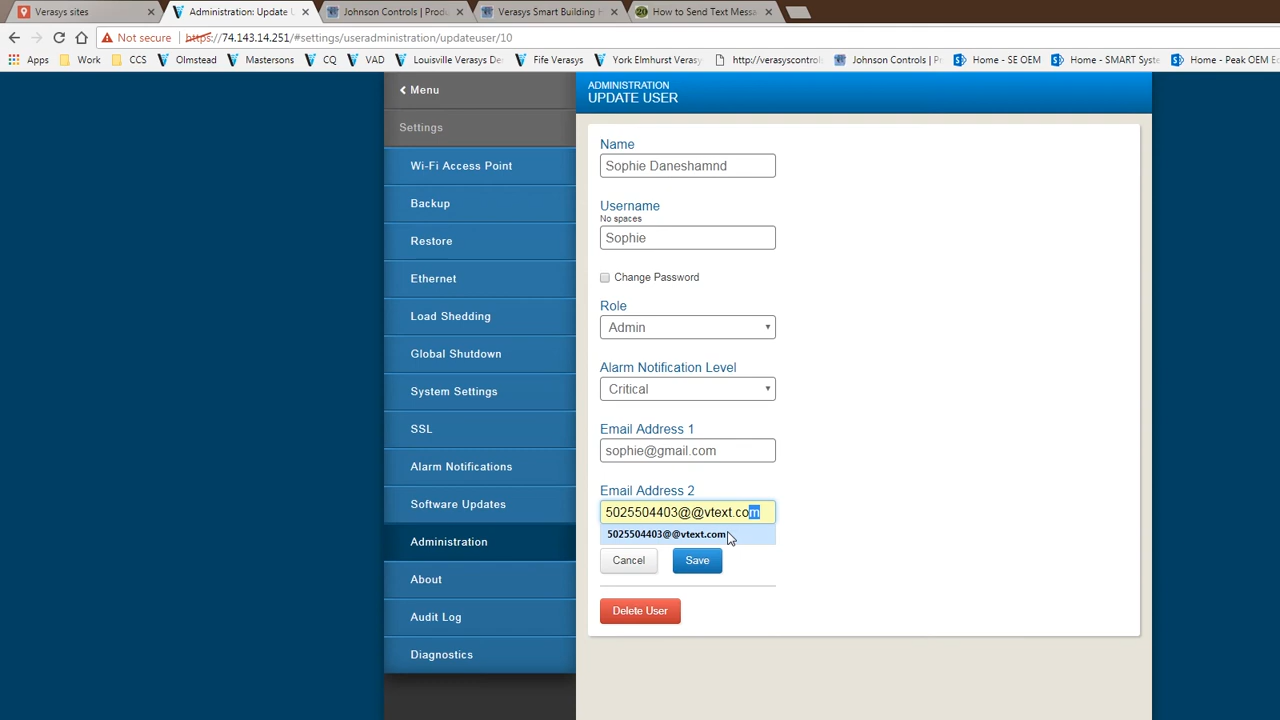 Verasys sites
Administration: Update U
Johnson Controls | Produ
Verasys Smart Building H
How to Send Text Messa
Not secure
https://74.143.14.251/#settings/useradministration/updateuser/10
Apps
Work
CCS
Olmstead
Mastersons
CQ
VAD
Louisville Verasys De
Fife Verasys
York Elmhurst Verasy
http://verasyscontrol
Johnson Controls | Pr
Home - SE OEM
Home - SMART Syste
Home - Peak OEM E
Menu
Settings
Wi-Fi Access Point
Backup
Restore
Ethernet
Load Shedding
Global Shutdown
System Settings
SSL
Alarm Notifications
Software Updates
Administration
About
Audit Log
Diagnostics
ADMINISTRATION
UPDATE USER
Name
Sophie Daneshamnd
Username
No spaces
Sophie
Change Password
Role
Admin
Alarm Notification Level
Critical
Email Address 1
sophie@gmail.com
Email Address 2
5025504403@@vtext.com
5025504403@@vtext.com
Cancel
Save
Delete User